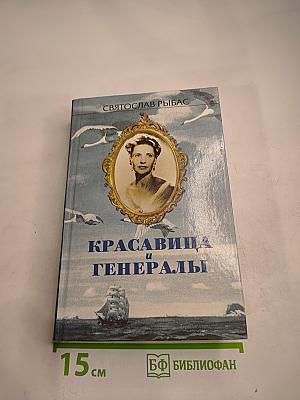 СВЯТОСЛАВ РЫБАС
КРАСАВИЦА
и
ГЕНЕРАЛЫ
15 см
БФ БИБЛИОФАН